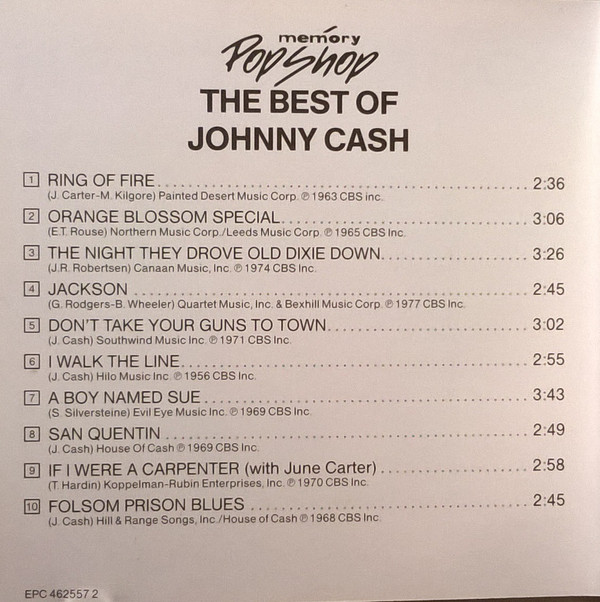 memory
PopShop
THE BEST OF
JOHNNY CASH
1 RING OF FIRE 2:36
(J. Carter-M. Kilgore) Painted Desert Music Corp. ℗ 1963 CBS inc.
2 ORANGE BLOSSOM SPECIAL 3:06
(E.T. Rouse) Northern Music Corp./Leeds Music Corp. ℗ 1965 CBS Inc.
3 THE NIGHT THEY DROVE OLD DIXIE DOWN 3:26
(J.R. Robertsen) Canaan Music, Inc. ℗ 1974 CBS Inc.
4 JACKSON 2:45
(G. Rodgers-B. Wheeler) Quartet Music, Inc. & Bexhill Music Corp. ℗ 1977 CBS Inc.
5 DON'T TAKE YOUR GUNS TO TOWN 3:02
(J. Cash) Southwind Music Inc. ℗ 1971 CBS Inc.
6 I WALK THE LINE 2:55
(J. Cash) Hilo Music Inc. ℗ 1956 CBS Inc.
7 A BOY NAMED SUE 3:43
(S. Silversteine) Evil Eye Music Inc. ℗ 1969 CBS Inc.
8 SAN QUENTIN 2:49
(J. Cash) House Of Cash ℗ 1969 CBS Inc.
9 IF I WERE A CARPENTER (with June Carter) 2:58
(T. Hardin) Koppelman-Rubin Enterprises, Inc. ℗ 1970 CBS Inc.
10 FOLSOM PRISON BLUES 2:45
(J. Cash) Hill & Range Songs, Inc./House of Cash ℗ 1968 CBS Inc.
EPC 462557 2